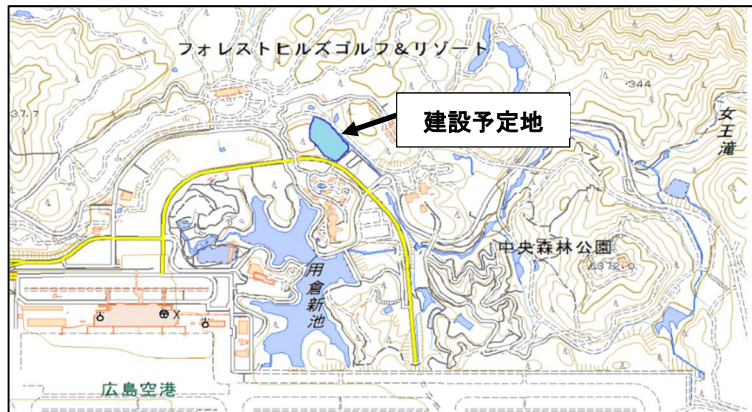 フォレストヒルズゴルフ&リゾート
・344
37.7
建設予定地
女王滝
中央森林公園
用倉新池
広島空港